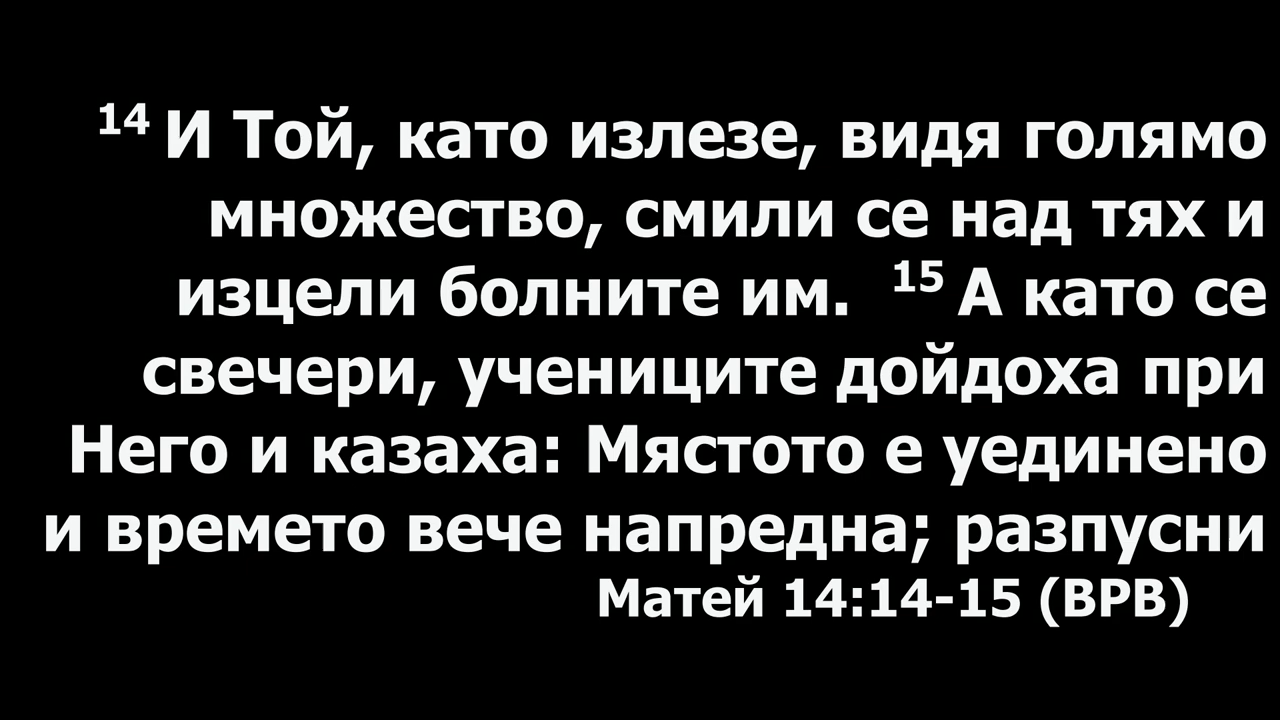 14 И Той, като излезе, видя голямо
множество, смили се над тях и
изцели болните им. 15 А като се
свечери, учениците дойдоха при
Него и казаха: Мястото е уединено
и времето вече напредна; разпусни
Матей 14:14-15 (ВРВ)